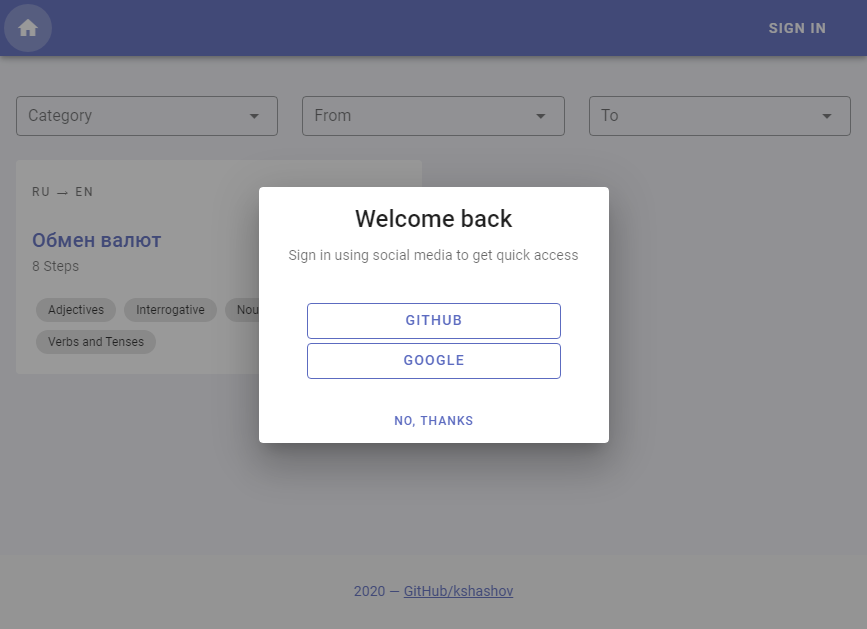 SIGN IN
Category
From
To
RU → EN
Обмен валют
8 Steps
Adjectives
Interrogative
Nou
Verbs and Tenses
Welcome back
Sign in using social media to get quick access
GITHUB
GOOGLE
NO, THANKS
2020 — GitHub/kshashov